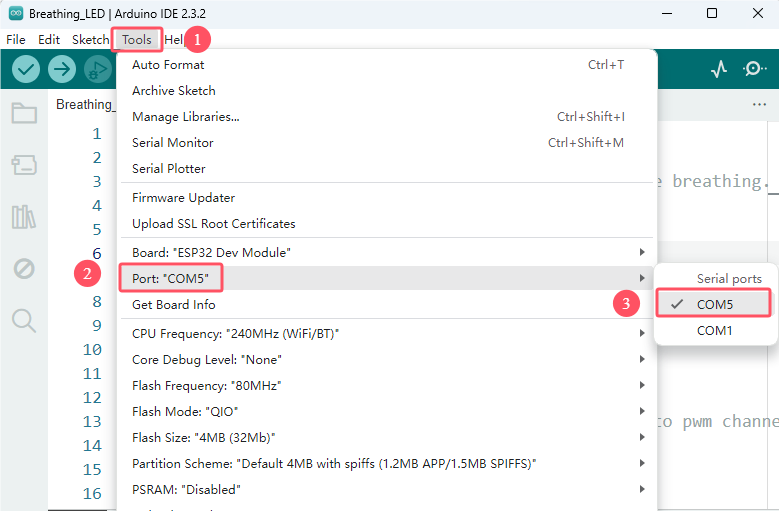 Breathing_LED | Arduino IDE 2.3.2
File Edit Sketch Tools Help
1
Auto Format Ctrl+T
Archive Sketch
Manage Libraries... Ctrl+Shift+I
Serial Monitor Ctrl+Shift+M
Serial Plotter
Firmware Updater
Upload SSL Root Certificates
Board: "ESP32 Dev Module"
2 Port: "COM5"
Get Board Info
CPU Frequency: "240MHz (WiFi/BT)"
Core Debug Level: "None"
Flash Frequency: "80MHz"
Flash Mode: "QIO"
Flash Size: "4MB (32Mb)"
Partition Scheme: "Default 4MB with spiffs (1.2MB APP/1.5MB SPIFFS)"
PSRAM: "Disabled"
Serial ports
3 COM5
COM1
Breathing_
1
2
3
breathing.
4
5
6
8
9
10
11
12
13
to pwm channe
14
15
16